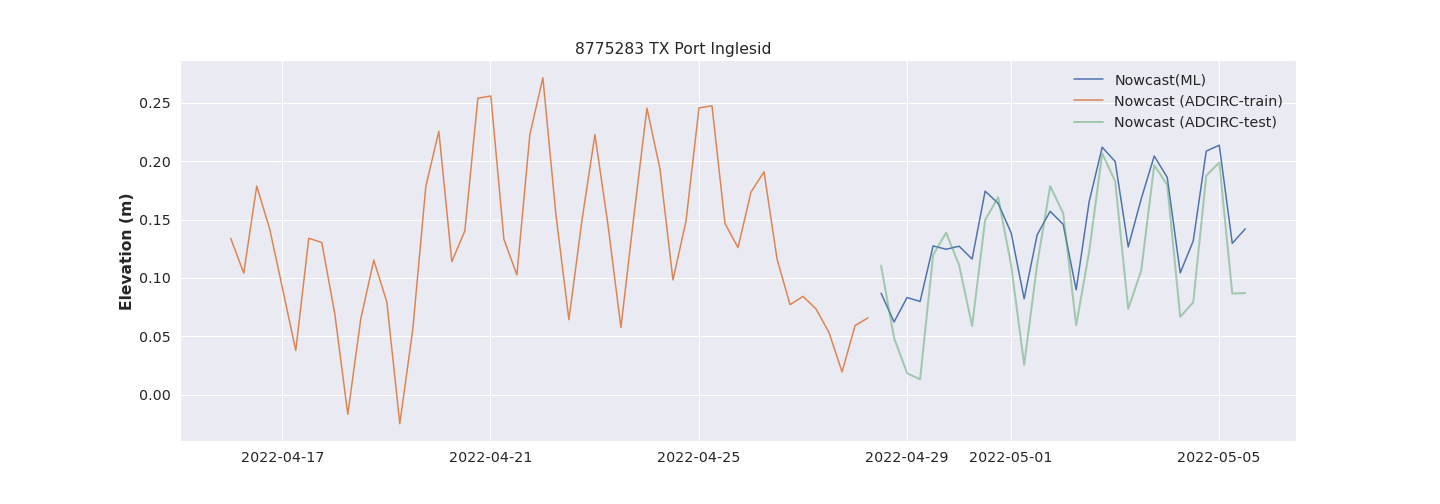 8775283 TX Port Inglesid
Nowcast(ML)
Nowcast (ADCIRC-train)
Nowcast (ADCIRC-test)
Elevation (m)
0.25
0.20
0.15
0.10
0.05
0.00
2022-04-17 2022-04-21 2022-04-25 2022-04-29 2022-05-01 2022-05-05